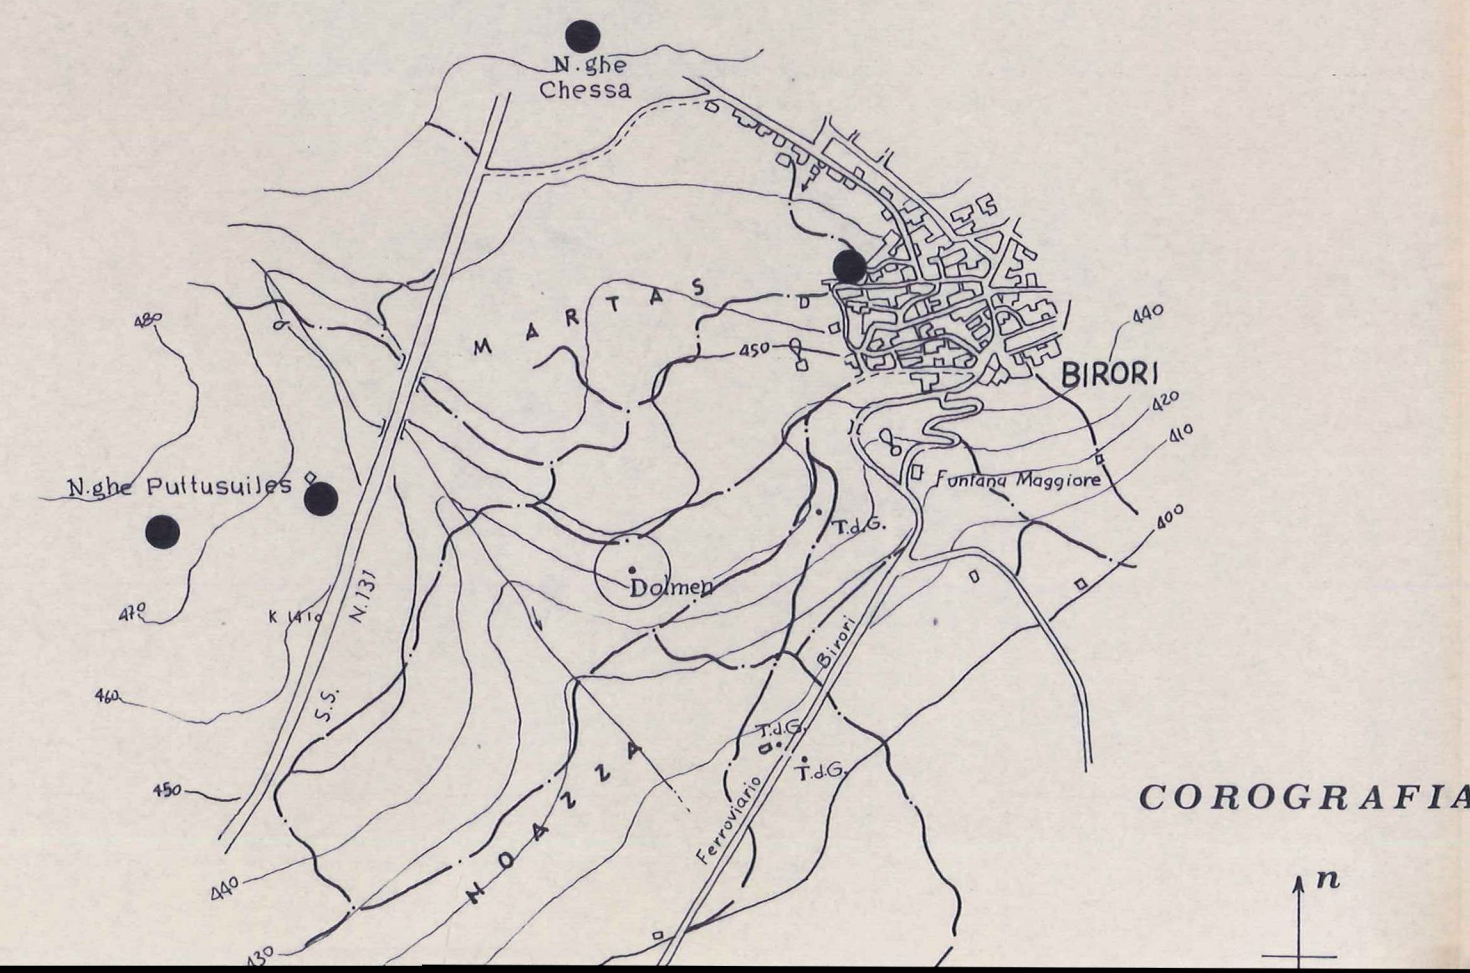 N.ghe
Chessa
M A R T A S
D
480
450
440
BIRORI
420
410
N.ghe Puttusuiles
Funtana Maggiore
400
T.d.G.
Dolmen
470
K 141
N.131
S.S.
460
Birori
T.d.G.
T.d.G.
Ferroviario
450
NOAZZA
COROGRAFIA
440
n
430